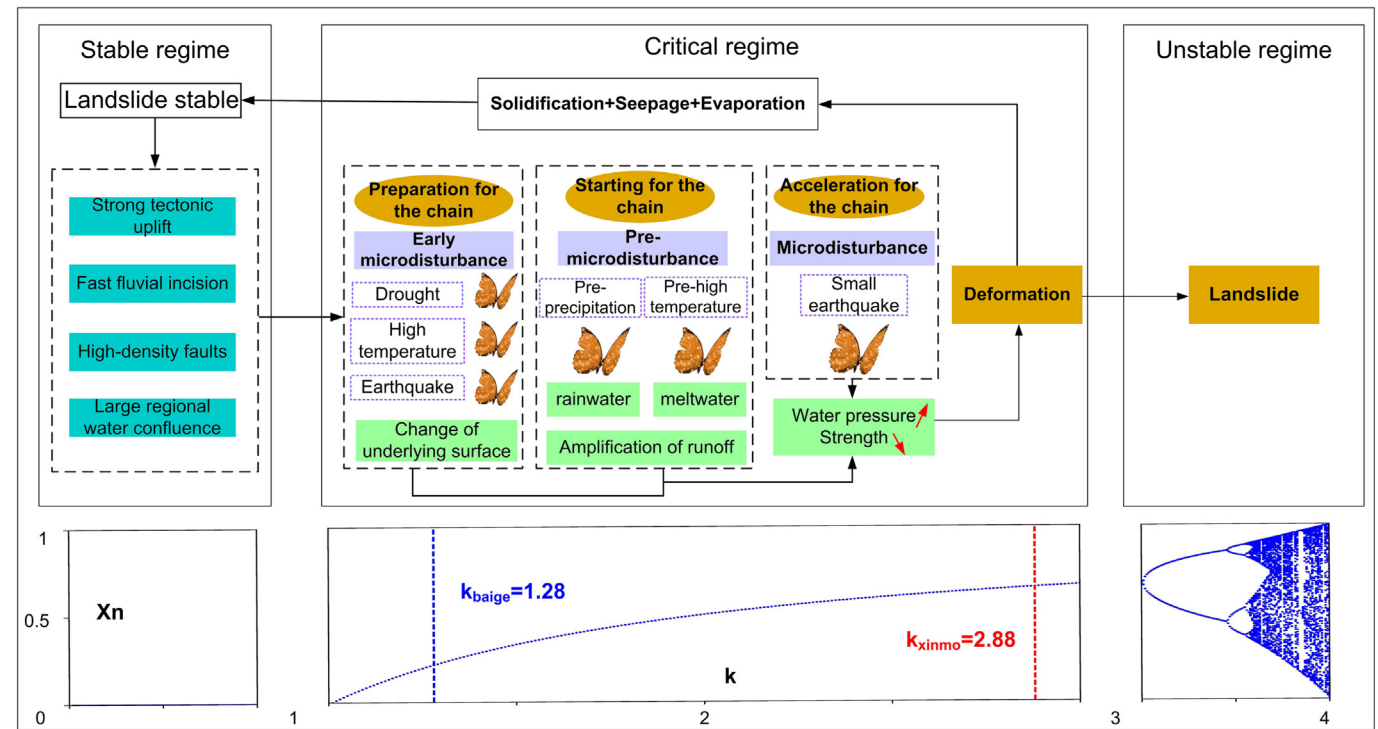 Stable regime
Landslide stable
Strong tectonic
uplift
Fast fluvial incision
High-density faults
Large regional
water confluence
Critical regime
Solidification+Seepage+Evaporation
Preparation for
the chain
Early
microdisturbance
Drought
High
temperature
Earthquake
Change of
underlying surface
Starting for the
chain
Pre-
microdisturbance
Pre-
precipitation
Pre-high
temperature
rainwater
meltwater
Amplification of runoff
Acceleration for
the chain
Microdisturbance
Small
earthquake
Water pressure
Strength
Deformation
Unstable regime
Landslide
1
0.5
0
Xn
kbaige=1.28
kxinmo=2.88
k
1
2
3
4